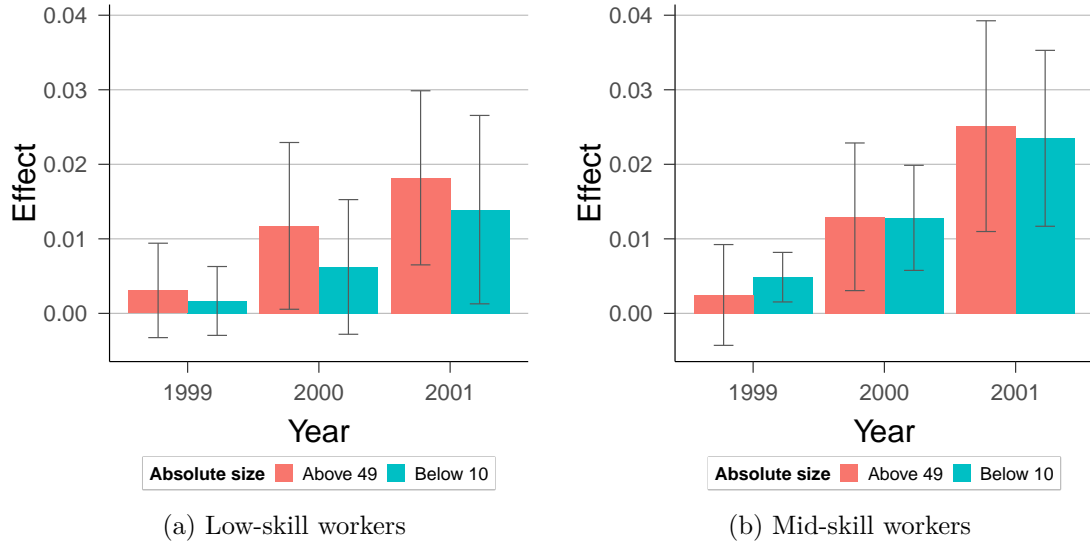 0.04
0.03
0.02
0.01
0.00
Effect
1999 2000 2001
Year
Absolute size Above 49 Below 10
(a) Low-skill workers
0.04
0.03
0.02
0.01
0.00
Effect
1999 2000 2001
Year
Absolute size Above 49 Below 10
(b) Mid-skill workers